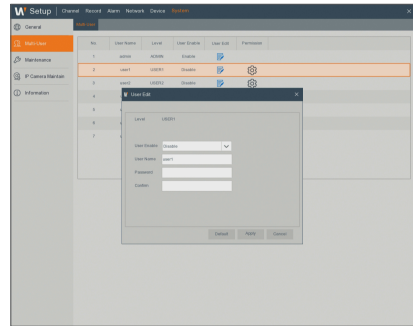 Setup Channel Record Alarm Network Device System
General
Multi-User
Maintenance
IP Camera Maintain
Information
Multi-User
No. User Name Level User Enable User Edit Permission
1 admin ADMIN Enable
2 user1 USER1 Disable
3 user2 USER2 Disable
4
5
6
7
User Edit
Level USER1
User Enable Disable
User Name user1
Password
Confirm
Default Cancel